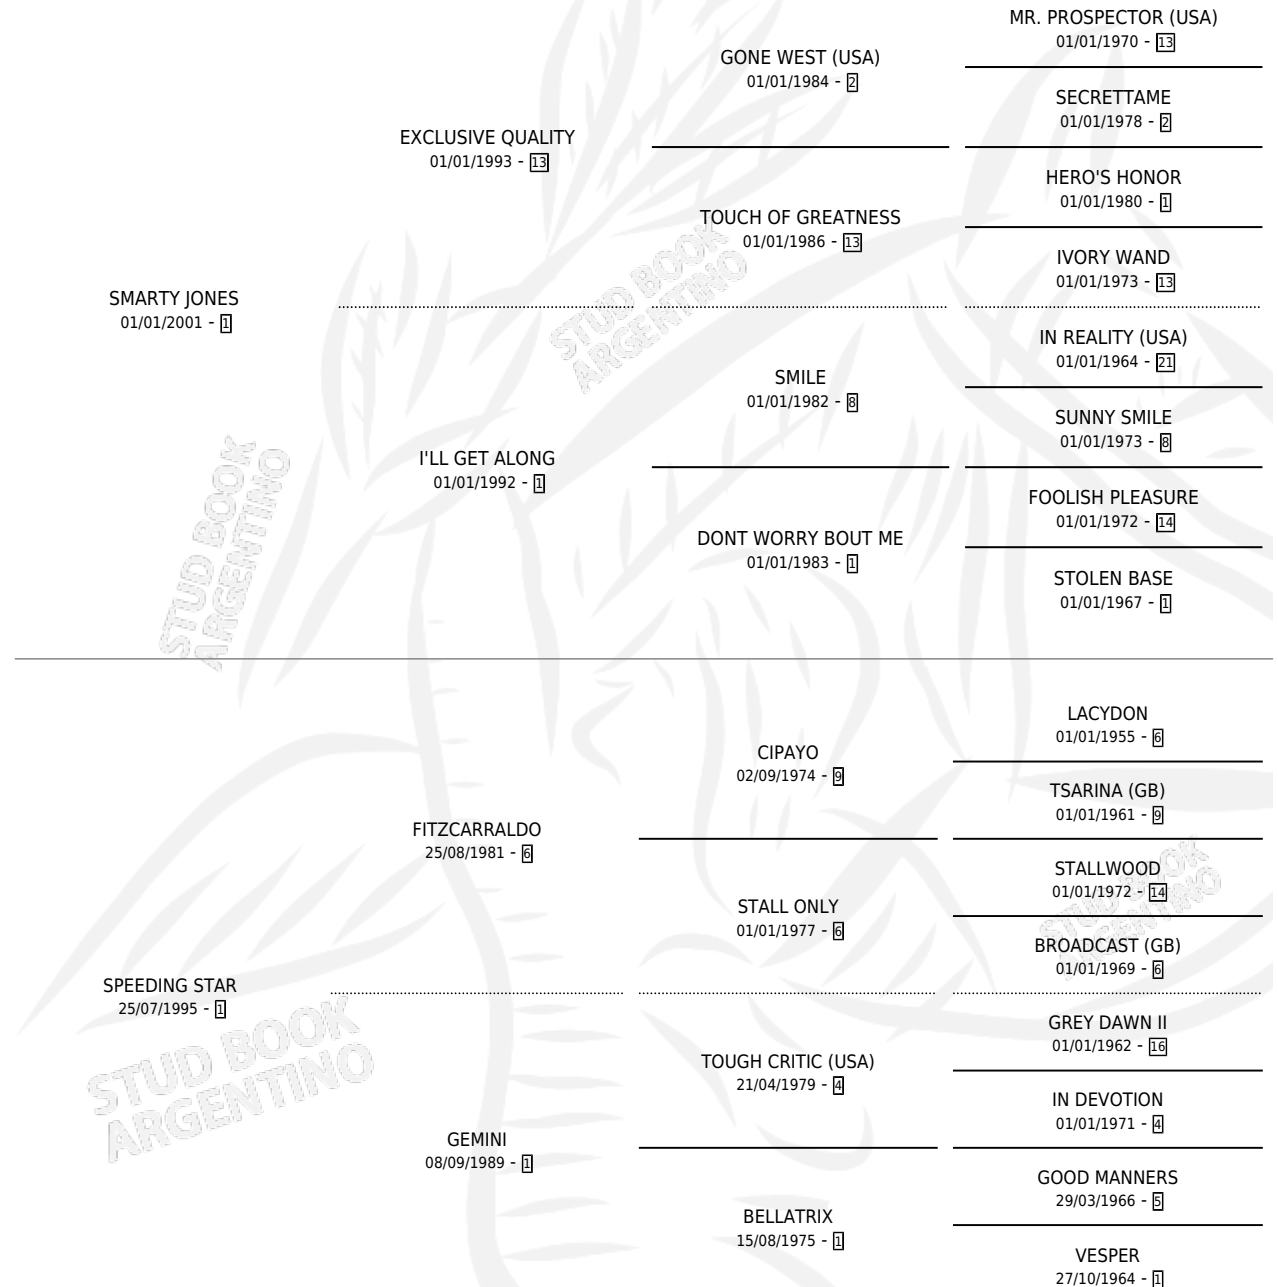 MR. PROSPECTOR (USA)
01/01/1970 - 13
GONE WEST (USA)
01/01/1984 - 2
SECRETTAME
01/01/1978 - 2
EXCLUSIVE QUALITY
01/01/1993 - 13
HERO'S HONOR
01/01/1980 - 1
TOUCH OF GREATNESS
01/01/1986 - 13
IVORY WAND
01/01/1973 - 13
SMARTY JONES
01/01/2001 - 1
IN REALITY (USA)
01/01/1964 - 21
SMILE
01/01/1982 - 8
SUNNY SMILE
01/01/1973 - 8
I'LL GET ALONG
01/01/1992 - 1
FOOLISH PLEASURE
01/01/1972 - 14
DONT WORRY BOUT ME
01/01/1983 - 1
STOLEN BASE
01/01/1967 - 1
LACYDON
01/01/1955 - 6
CIPAYO
02/09/1974 - 9
TSARINA (GB)
01/01/1961 - 9
FITZCARRALDO
25/08/1981 - 6
STALLWOOD
01/01/1972 - 14
STALL ONLY
01/01/1977 - 6
BROADCAST (GB)
01/01/1969 - 6
SPEEDING STAR
25/07/1995 - 1
GREY DAWN II
01/01/1962 - 16
TOUGH CRITIC (USA)
21/04/1979 - 4
IN DEVOTION
01/01/1971 - 4
GEMINI
08/09/1989 - 1
GOOD MANNERS
29/03/1966 - 5
BELLATRIX
15/08/1975 - 1
VESPER
27/10/1964 - 1
STUD BOOK
ARGENTINO
STUD BOOK
ARGENTINO
STUD BOOK
ARGENTINO
STUD BOOK
ARGENTINO